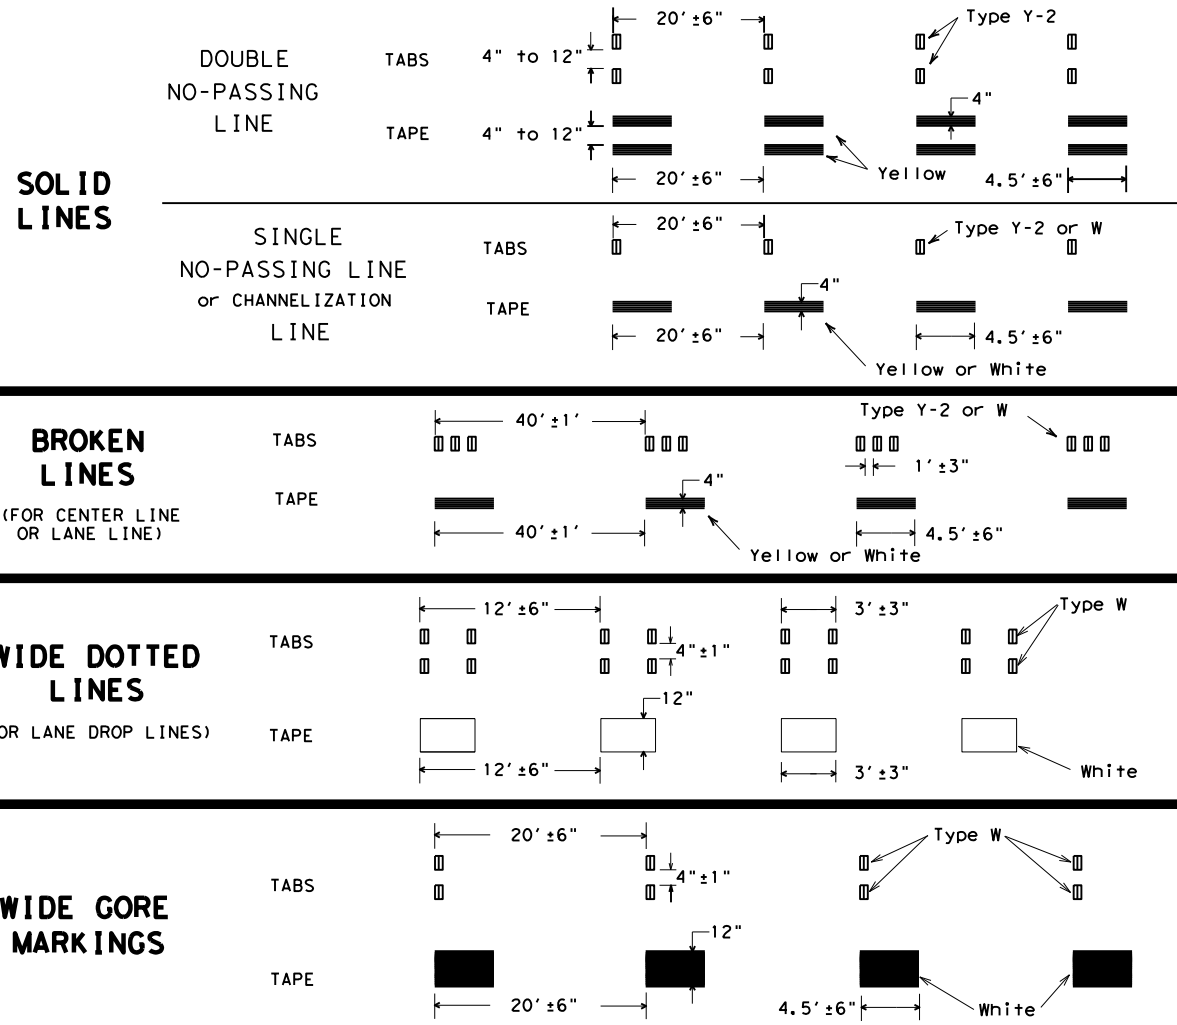 SOLID
LINES
DOUBLE
NO-PASSING
LINE
TABS
4" to 12"
20'±6"
Type Y-2
TAPE
4" to 12"
4"
Yellow
20'±6"
4.5'±6"
SINGLE
NO-PASSING LINE
or CHANNELIZATION
LINE
TABS
20'±6"
Type Y-2 or W
TAPE
4"
20'±6"
4.5'±6"
Yellow or White
BROKEN
LINES
(FOR CENTER LINE
OR LANE LINE)
TABS
40'±1'
Type Y-2 or W
1'±3"
TAPE
4"
40'±1'
4.5'±6"
Yellow or White
WIDE DOTTED
LINES
OR LANE DROP LINES)
TABS
12'±6"
3'±3"
Type W
4"±1"
TAPE
12"
12'±6"
3'±3"
White
WIDE GORE
MARKINGS
TABS
20'±6"
Type W
4"±1"
TAPE
12"
20'±6"
4.5'±6"
White